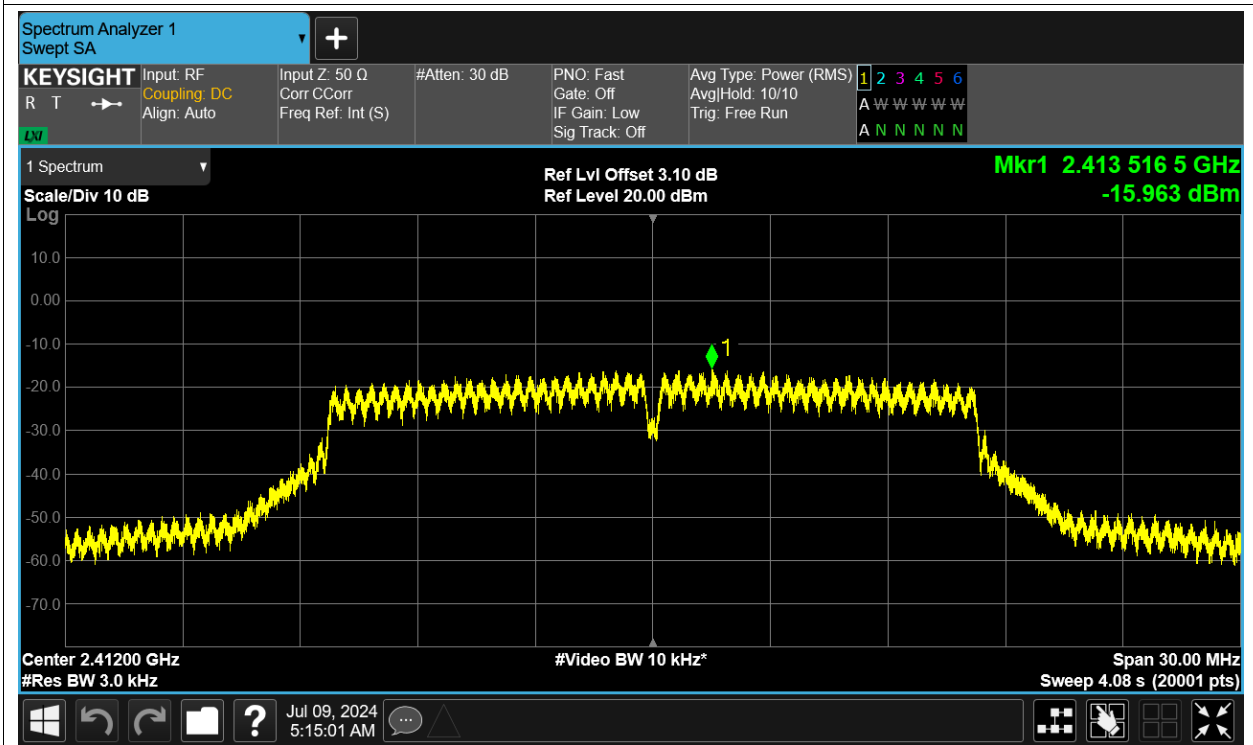 Spectrum Analyzer 1
Swept SA
KEYSIGHT
R T
LXI
Input: RF
Coupling: DC
Align: Auto
Input Z: 50 Ω
Corr CCorr
Freq Ref: Int (S)
#Atten: 30 dB
PNO: Fast
Gate: Off
IF Gain: Low
Sig Track: Off
Avg Type: Power (RMS)
Avg|Hold: 10/10
Trig: Free Run
1 2 3 4 5 6
A W W W W W
A N N N N N
1 Spectrum
Scale/Div 10 dB
Ref Lvl Offset 3.10 dB
Ref Level 20.00 dBm
Mkr1 2.413 516 5 GHz
-15.963 dBm
Log
10.0
0.00
-10.0
-20.0
-30.0
-40.0
-50.0
-60.0
-70.0
1
Center 2.41200 GHz
#Res BW 3.0 kHz
#Video BW 10 kHz*
Span 30.00 MHz
Sweep 4.08 s (20001 pts)
?
Jul 09, 2024
5:15:01 AM